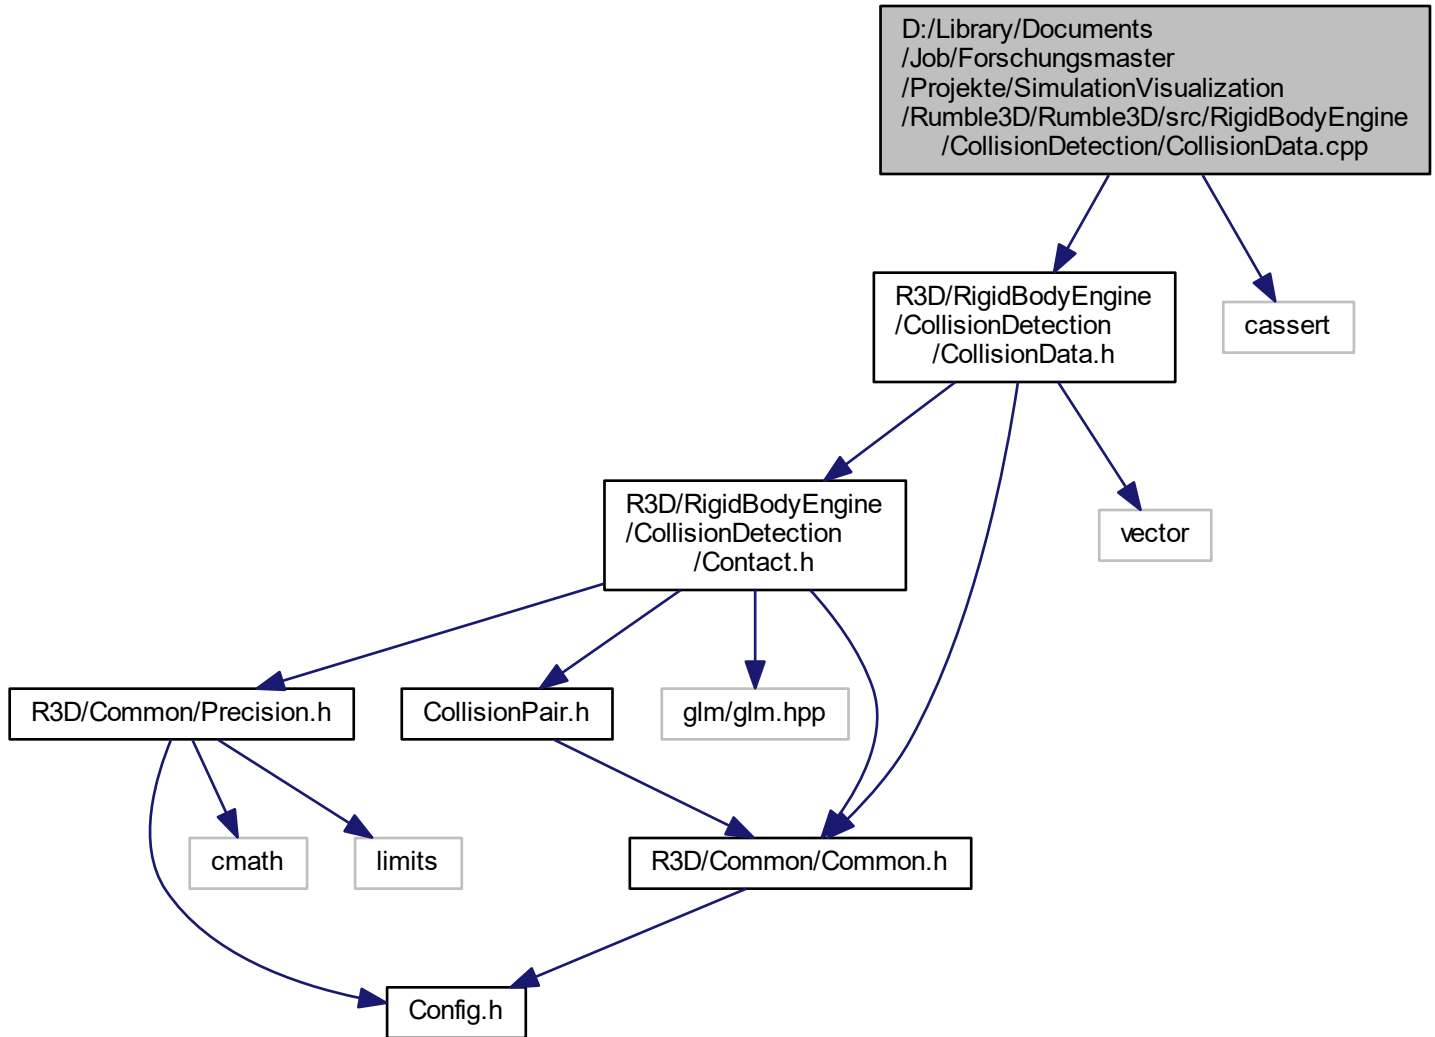 D:/Library/Documents
/Job/Forschungsmaster
/Projekte/SimulationVisualization
/Rumble3D/Rumble3D/src/RigidBodyEngine
/CollisionDetection/CollisionData.cpp
R3D/RigidBodyEngine
/CollisionDetection
/CollisionData.h
cassert
R3D/RigidBodyEngine
/CollisionDetection
/Contact.h
vector
R3D/Common/Precision.h
CollisionPair.h
glm/glm.hpp
cmath
limits
R3D/Common/Common.h
Config.h